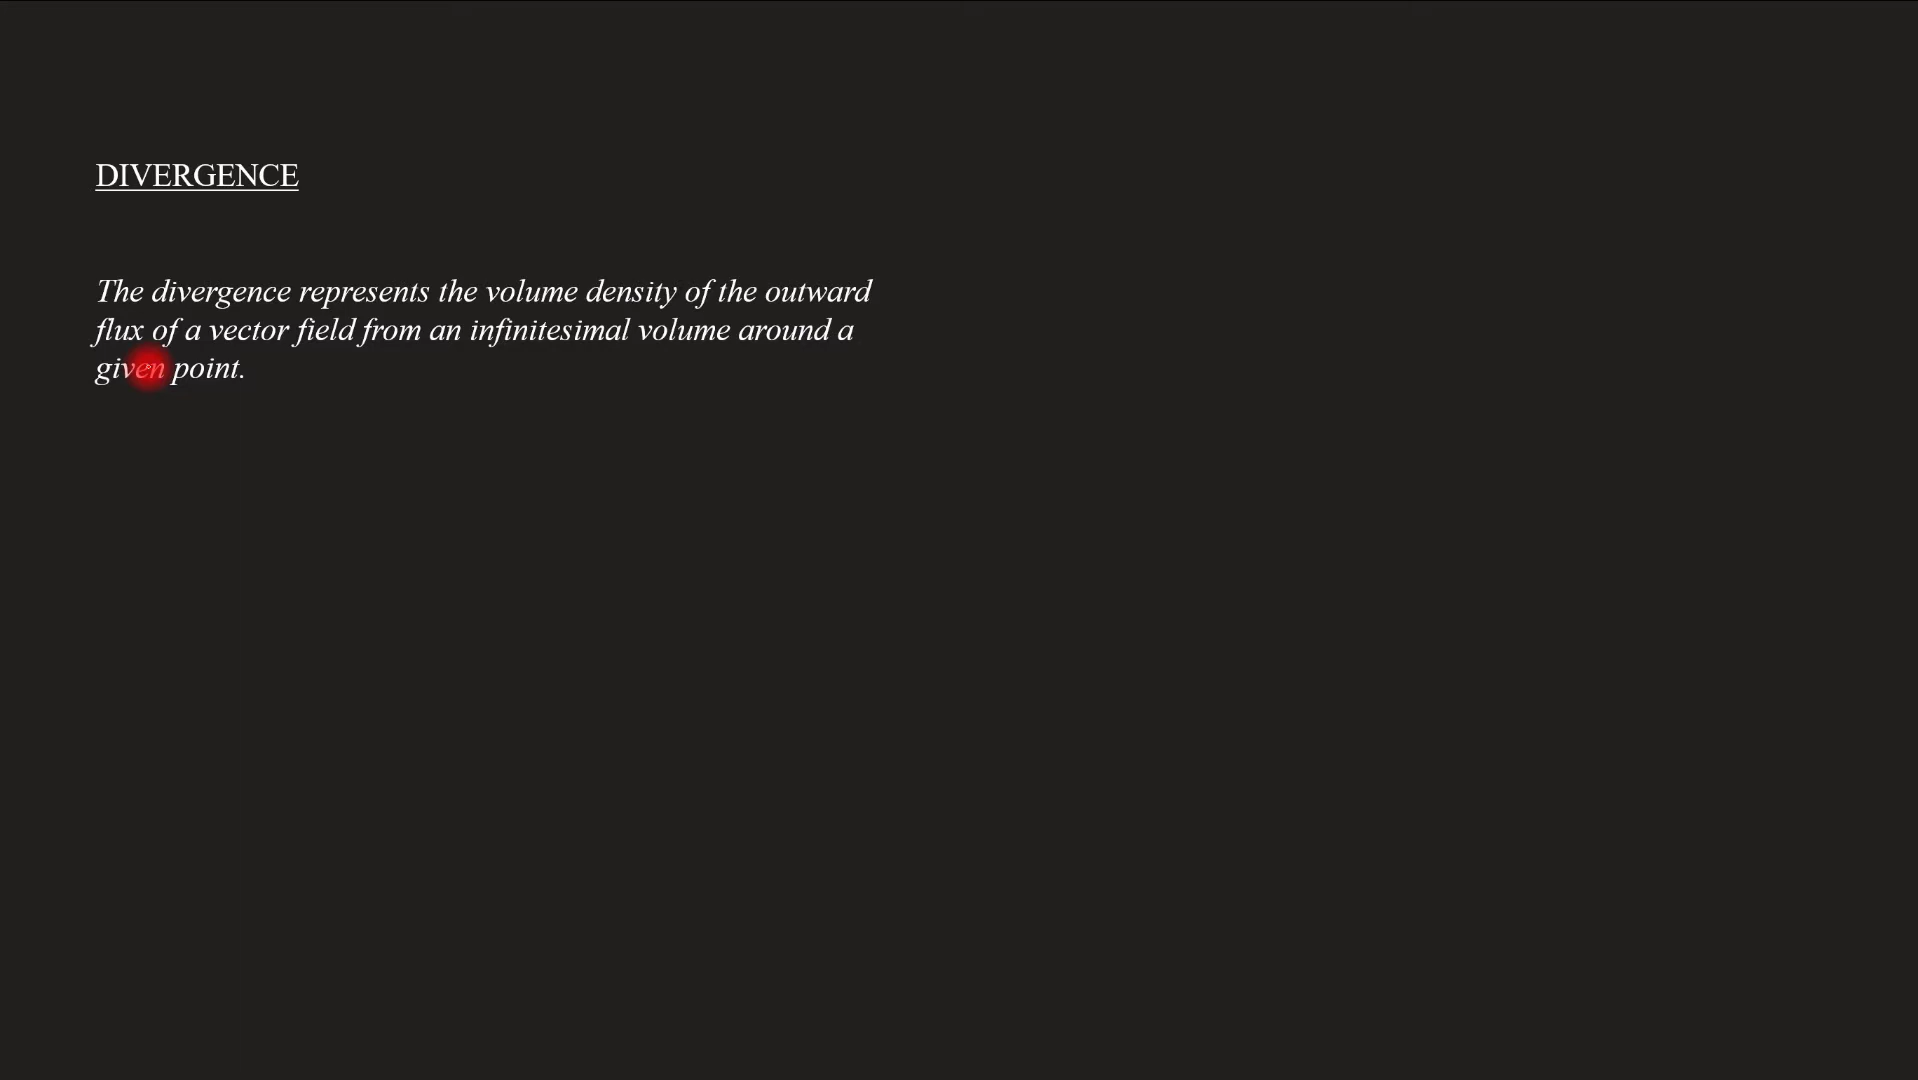 DIVERGENCE
The divergence represents the volume density of the outward
flux of a vector field from an infinitesimal volume around a
given point.